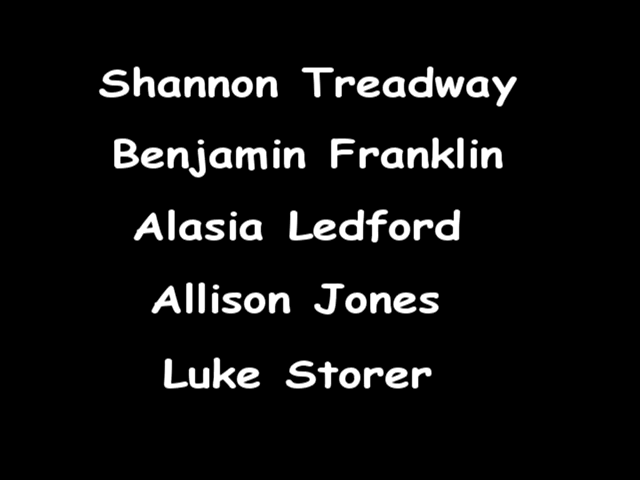 Shannon Treadway
Benjamin Franklin
Alasia Ledford
Allison Jones
Luke Storer